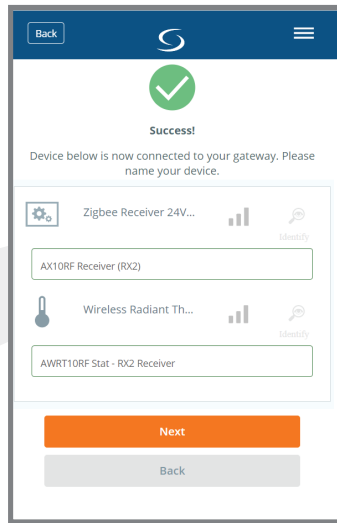 Back
Success!
Device below is now connected to your gateway. Please
name your device.
Zigbee Receiver 24V...
Identify
AX10RF Receiver (RX2)
Wireless Radiant Th...
Identify
AWRT10RF Stat - RX2 Receiver
Next
Back